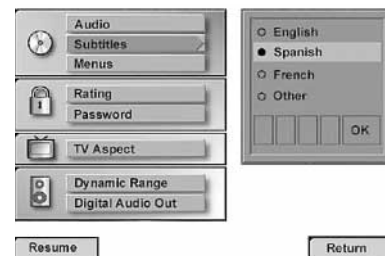 Audio
Subtitles
Menus
Rating
Password
TV Aspect
Dynamic Range
Digital Audio Out
English
Spanish
French
Other
OK
Resume
Return